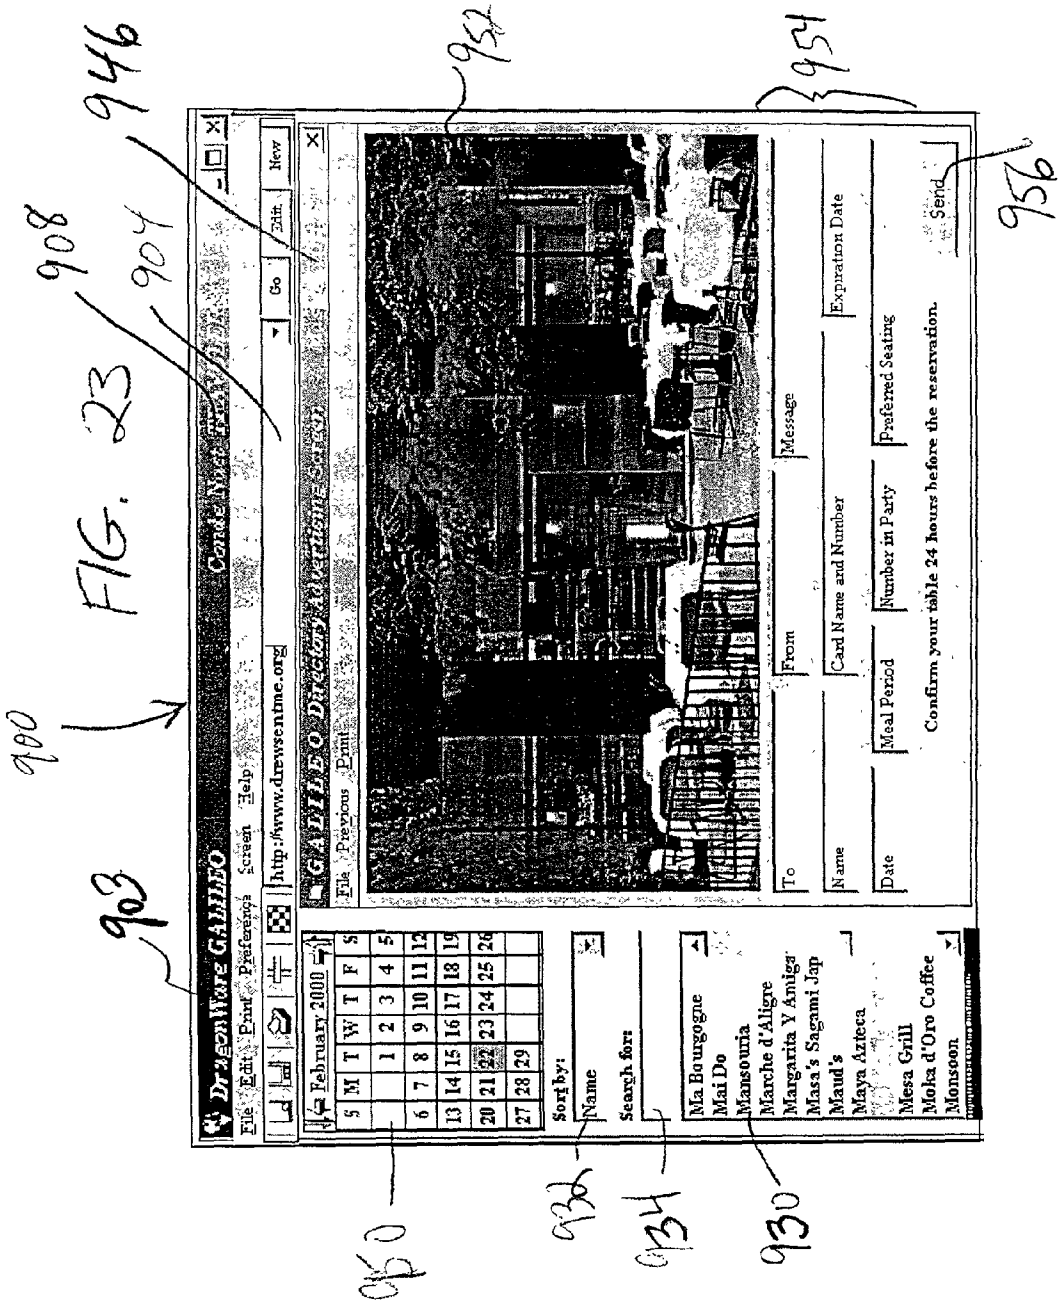 FIG. 23
900
903
908
904
946
DragonWare GALILEO
File Edit Print Preference Screen Help
http://www.drewsentme.org
Go Edit New
February 2000
S M T W T F S
1 2 3 4 5
6 7 8 9 10 11 12
13 14 15 16 17 18 19
20 21 22 23 24 25 26
27 28 29
Sort by:
Name
Search for:
Ma Bourgogne
Mai Do
Mansouria
Marche d'Aligre
Margarita Y Amiga
Masa's Sagami Jap
Maud's
Maya Azteca
Mesa Grill
Moka d'Oro Coffee
Monsoon
GALILEO Directory Advertising Screen
File Previous Print
To From Message
Name Card Name and Number Expiration Date
Date Meal Period Number in Party Preferred Seating
Confirm your table 24 hours before the reservation.
Send
950
932
934
930
952
954
956